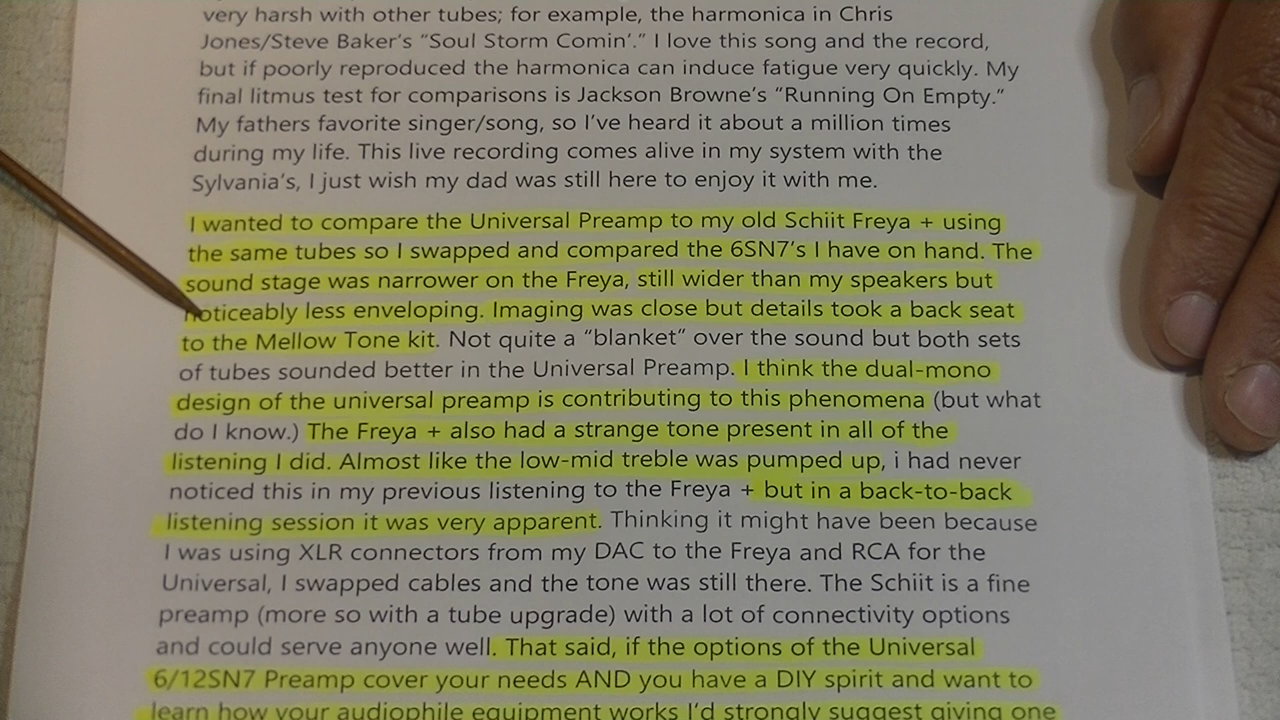 very harsh with other tubes; for example, the harmonica in Chris
Jones/Steve Baker's "Soul Storm Comin'." I love this song and the record,
but if poorly reproduced the harmonica can induce fatigue very quickly. My
final litmus test for comparisons is Jackson Browne's "Running On Empty."
My fathers favorite singer/song, so I've heard it about a million times
during my life. This live recording comes alive in my system with the
Sylvania's, I just wish my dad was still here to enjoy it with me.
I wanted to compare the Universal Preamp to my old Schiit Freya + using
the same tubes so I swapped and compared the 6SN7's I have on hand. The
sound stage was narrower on the Freya, still wider than my speakers but
noticeably less enveloping. Imaging was close but details took a back seat
to the Mellow Tone kit. Not quite a "blanket" over the sound but both sets
of tubes sounded better in the Universal Preamp. I think the dual-mono
design of the universal preamp is contributing to this phenomena (but what
do I know.) The Freya + also had a strange tone present in all of the
listening I did. Almost like the low-mid treble was pumped up, i had never
noticed this in my previous listening to the Freya + but in a back-to-back
listening session it was very apparent. Thinking it might have been because
I was using XLR connectors from my DAC to the Freya and RCA for the
Universal, I swapped cables and the tone was still there. The Schiit is a fine
preamp (more so with a tube upgrade) with a lot of connectivity options
and could serve anyone well. That said, if the options of the Universal
6/12SN7 Preamp cover your needs AND you have a DIY spirit and want to
learn how your audiophile equipment works I'd strongly suggest giving one